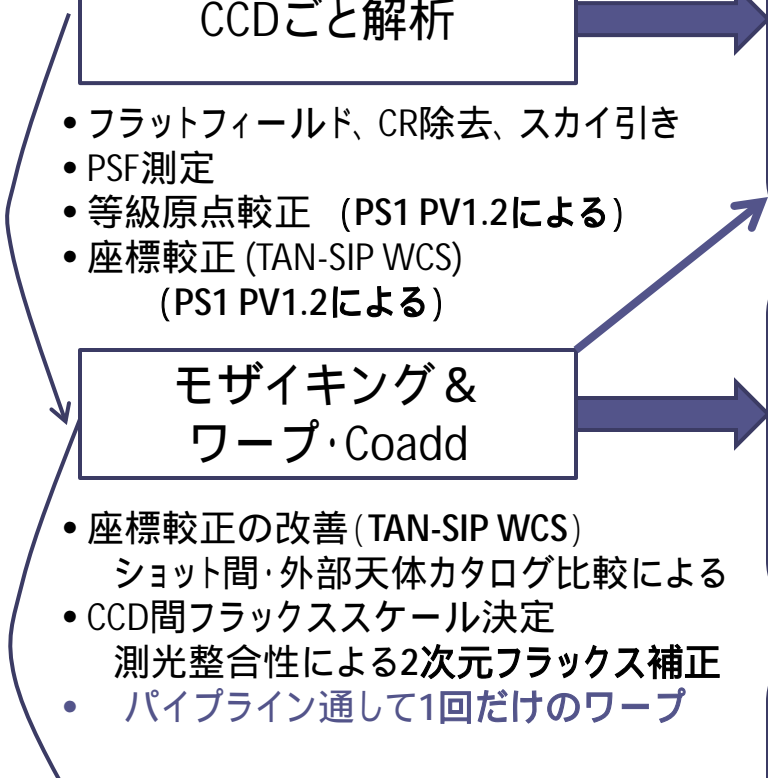 CCDごと解析
• フラットフィールド、CR除去、スカイ引き
• PSF測定
• 等級原点較正 (PS1 PV1.2による)
• 座標較正 (TAN-SIP WCS)
(PS1 PV1.2による)
モザイキング &
ワープ・Coadd
• 座標較正の改善(TAN-SIP WCS)
ショット間・外部天体カタログ比較による
• CCD間フラックススケール決定
測光整合性による2次元フラックス補正
• パイプライン通して1回だけのワープ